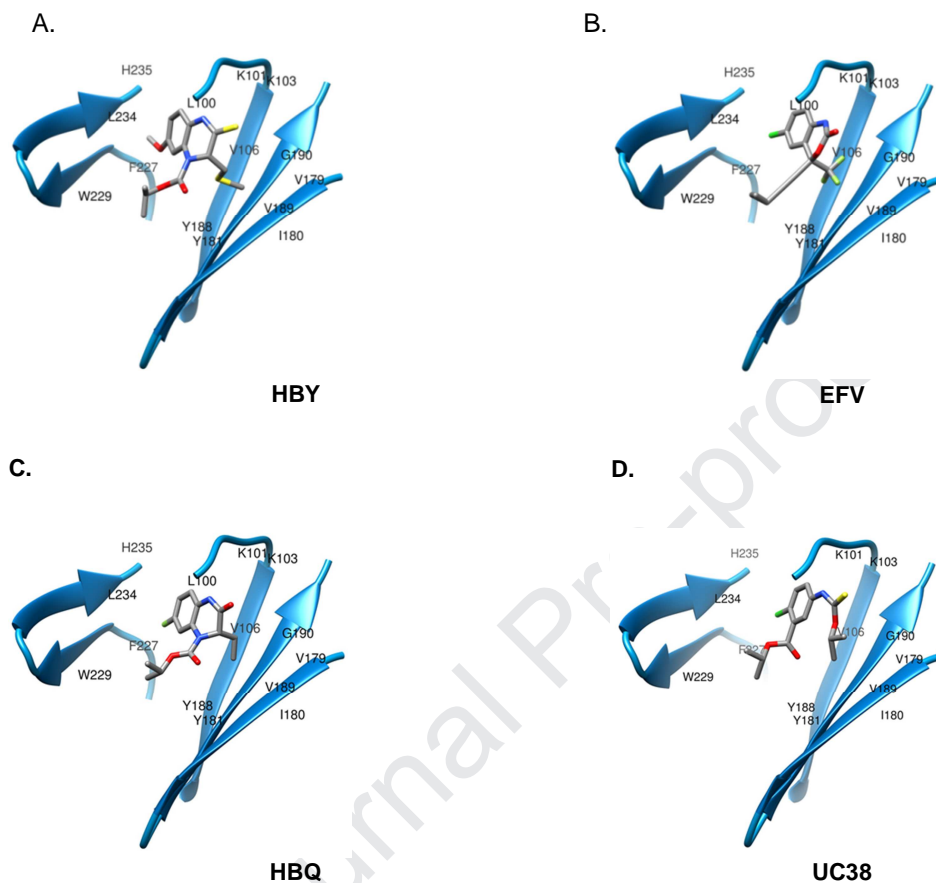 A.
H235
K101
K103
L100
L234
V106
G190
F227
V179
W229
V189
Y188
I180
Y181
HBY
B.
H235
K101
K103
L100
L234
V106
G190
F227
V179
W229
V189
Y188
I180
Y181
EFV
C.
H235
K101
K103
L100
L234
V106
G190
F227
V179
W229
V189
Y188
I180
Y181
HBQ
D.
H235
K101
K103
L234
V106
G190
F227
V179
W229
V189
Y188
I180
Y181
UC38